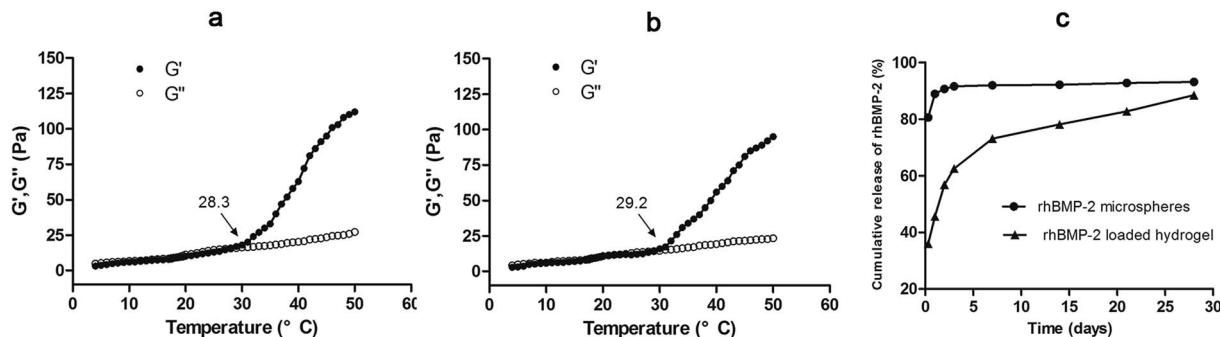 a
150
125
100
75
50
25
0
G'
G"
28.3
G',G" (Pa)
0 10 20 30 40 50 60
Temperature (° C)
b
150
125
100
75
50
25
0
G'
G"
29.2
G',G" (Pa)
0 10 20 30 40 50 60
Temperature (° C)
c
100
80
60
40
20
Cumulative release of rhBMP-2 (%)
rhBMP-2 microspheres
rhBMP-2 loaded hydrogel
0 5 10 15 20 25 30
Time (days)